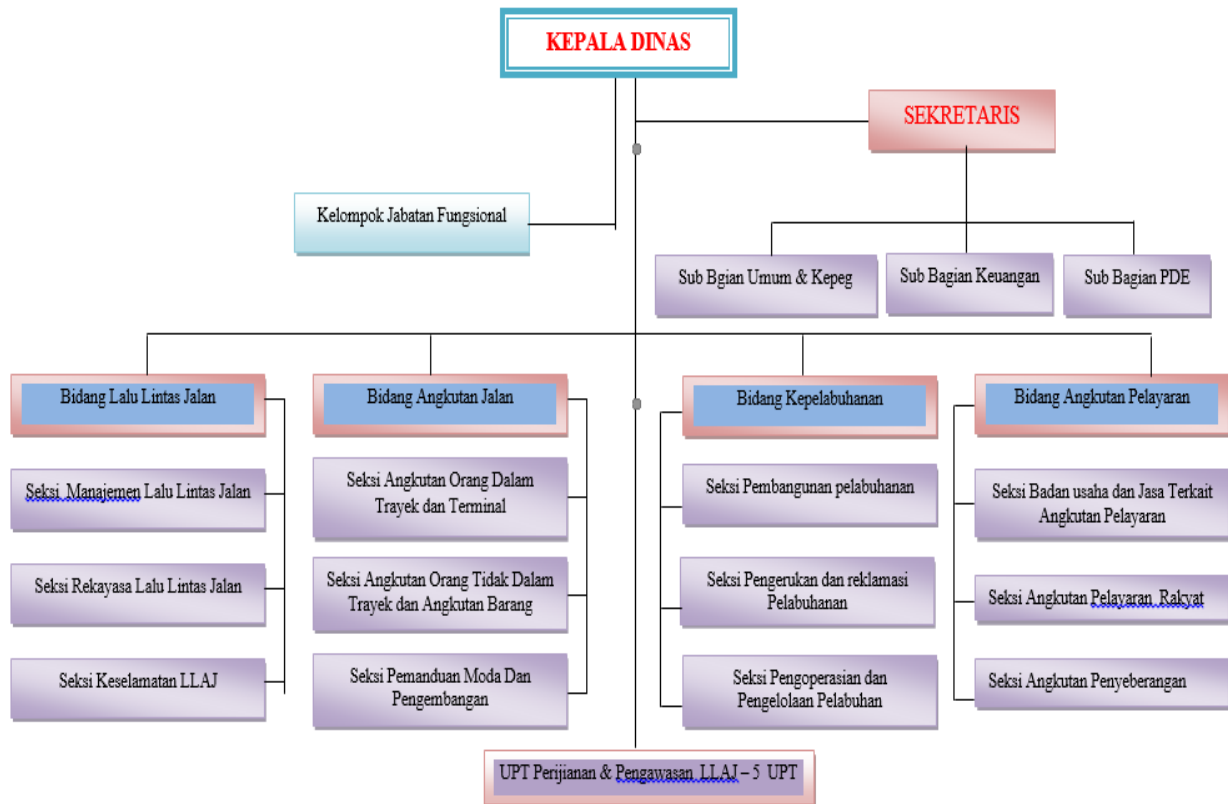 KEPALA DINAS
SEKRETARIS
Kelompok Jabatan Fungsional
Sub Bgian Umum & Kepeg
Sub Bagian Keuangan
Sub Bagian PDE
Bidang Lalu Lintas Jalan
Bidang Angkutan Jalan
Bidang Kepelabuhanan
Bidang Angkutan Pelayaran
Seksi Manajemen Lalu Lintas Jalan
Seksi Angkutan Orang Dalam
Trayek dan Terminal
Seksi Pembangunan pelabuhanan
Seksi Badan usaha dan Jasa Terkait
Angkutan Pelayaran
Seksi Rekayasa Lalu Lintas Jalan
Seksi Angkutan Orang Tidak Dalam
Trayek dan Angkutan Barang
Seksi Pengerukan dan reklamasi
Pelabuhanan
Seksi Angkutan Pelayaran Rakyat
Seksi Keselamatan LLAJ
Seksi Pemanduan Moda Dan
Pengembangan
Seksi Pengoperasian dan
Pengelolaan Pelabuhan
Seksi Angkutan Penyeberangan
UPT Perijianan & Pengawasan LLAJ – 5 UPT